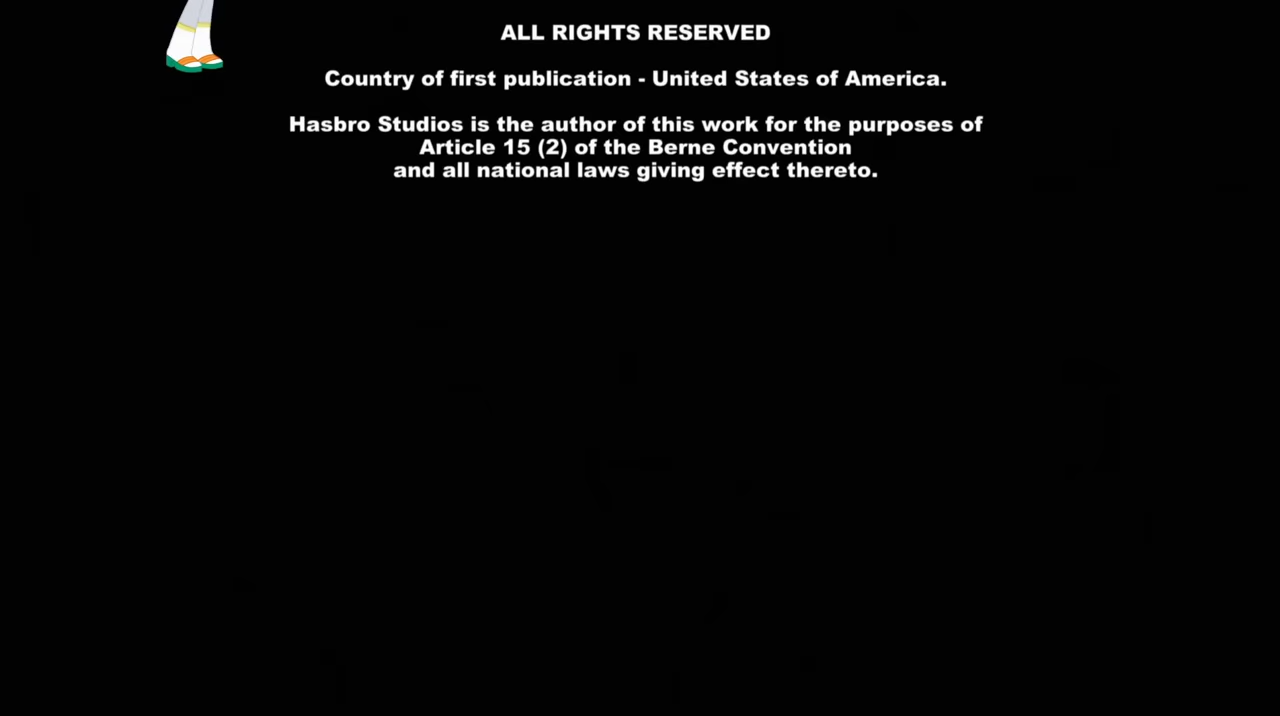 ALL RIGHTS RESERVED
Country of first publication - United States of America.
Hasbro Studios is the author of this work for the purposes of
Article 15 (2) of the Berne Convention
and all national laws giving effect thereto.